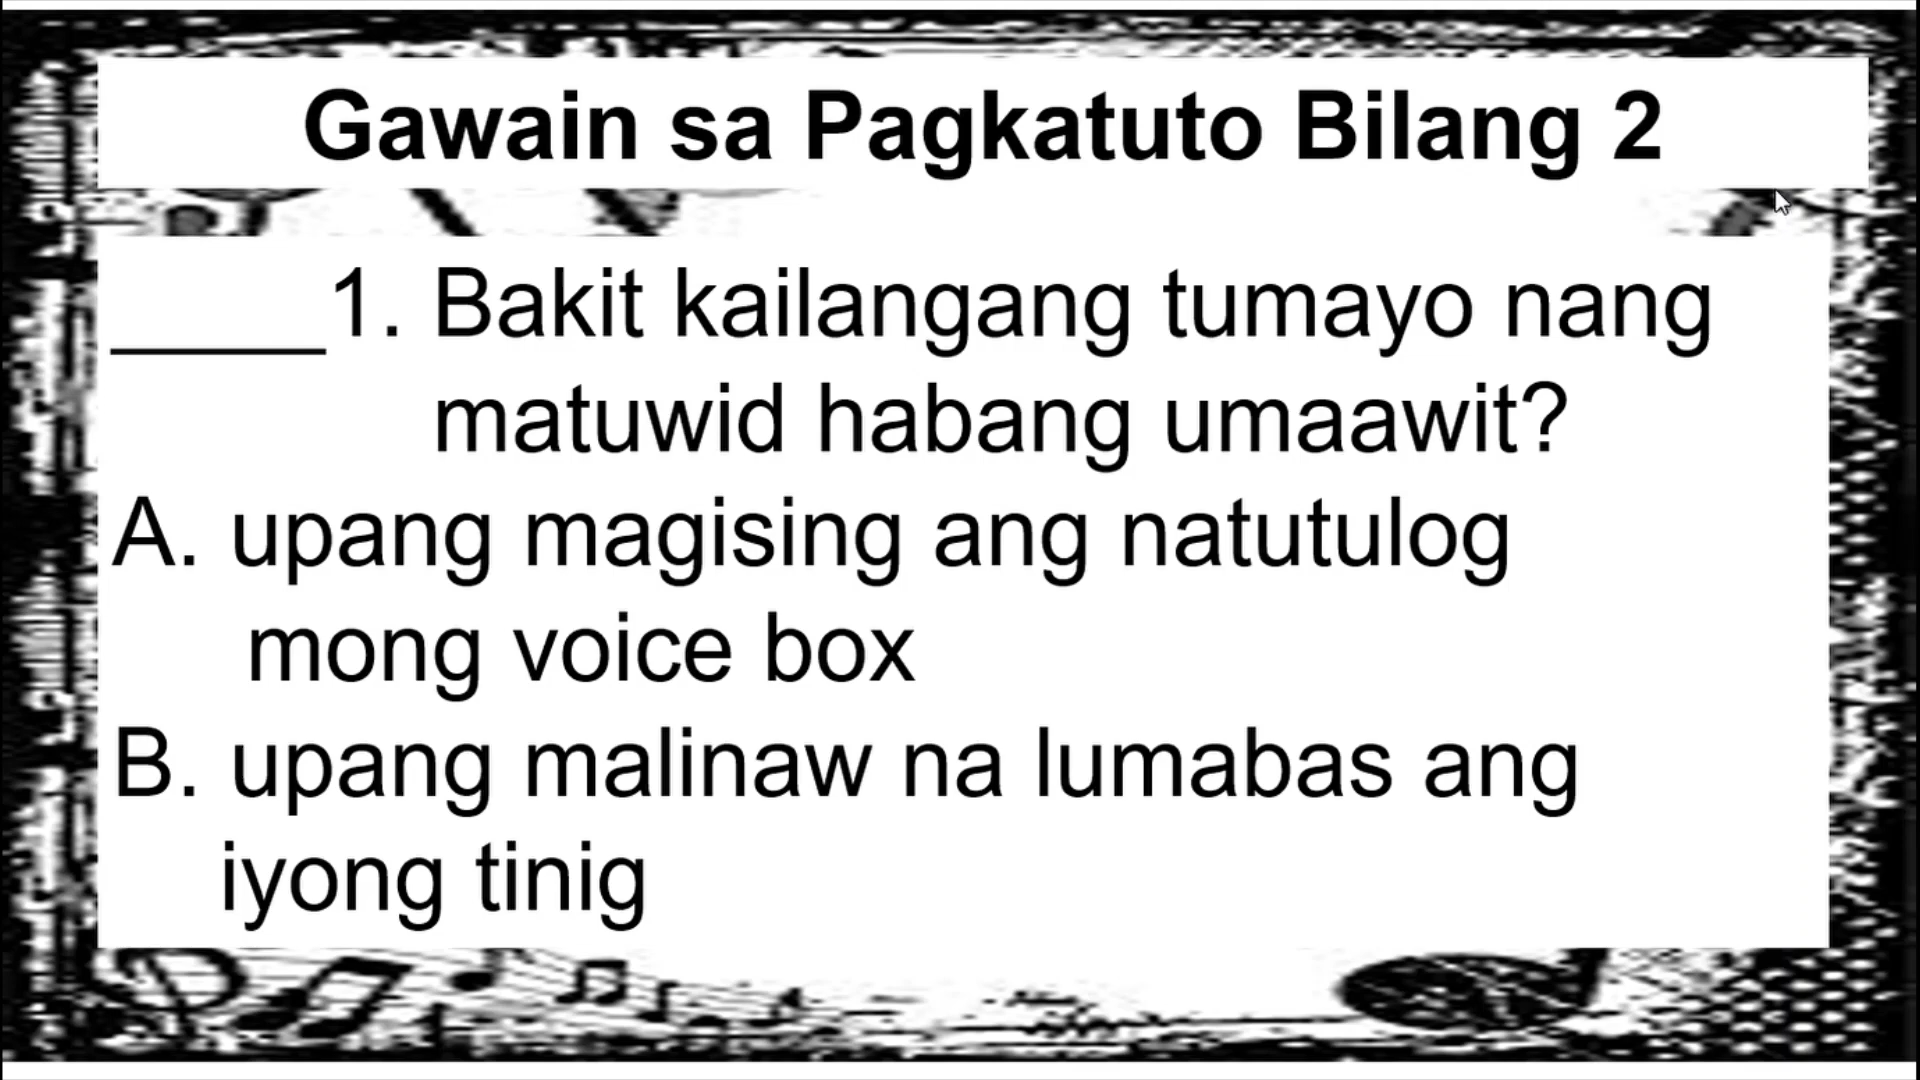 Gawain sa Pagkatuto Bilang 2
_____1. Bakit kailangang tumayo nang
matuwid habang umaawit?
A. upang magising ang natutulog
mong voice box
B. upang malinaw na lumabas ang
iyong tinig